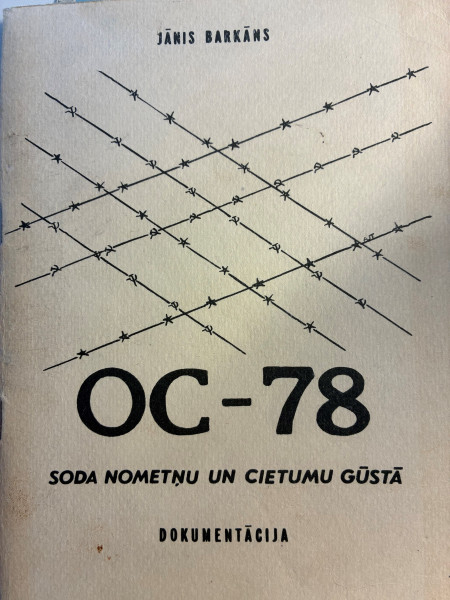 JĀNIS BARKĀNS
OC-78
SODA NOMETŅU UN CIETUMU GŪSTĀ
DOKUMENTĀCIJA